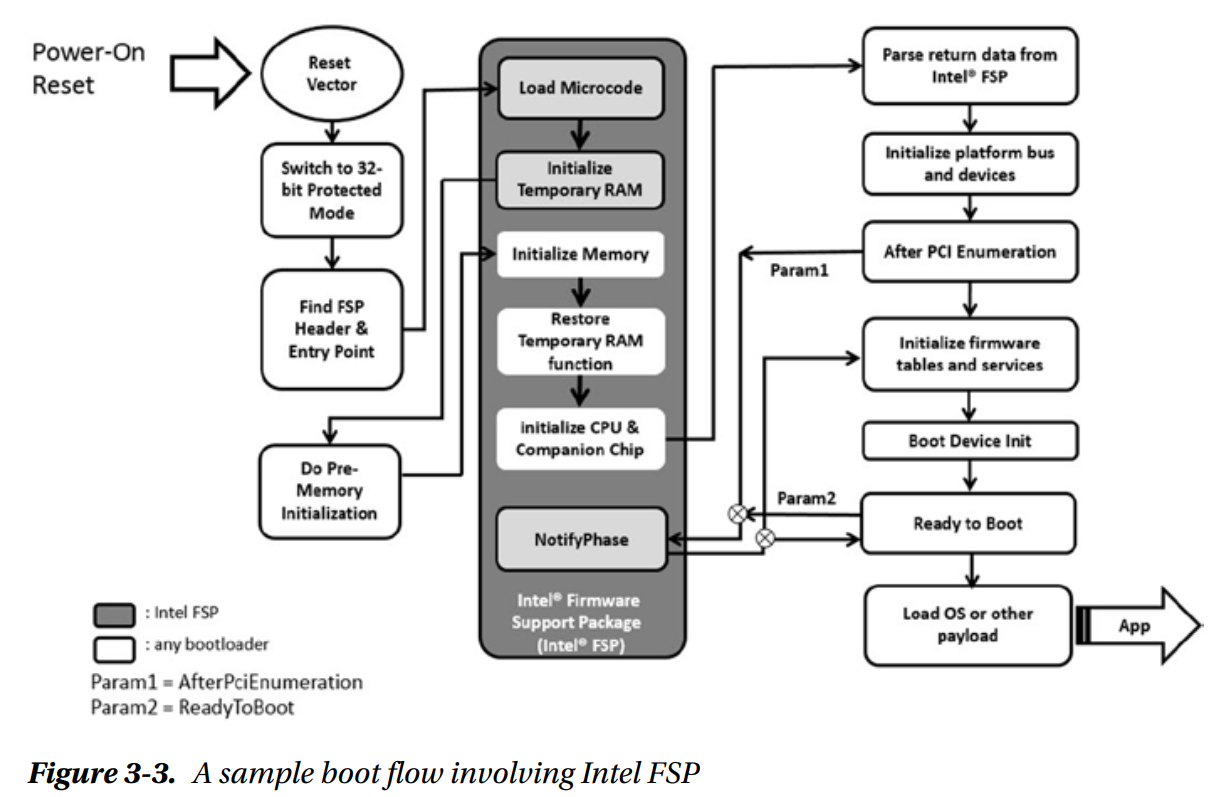 Power-On
Reset
Reset
Vector
Switch to 32-
bit Protected
Mode
Find FSP
Header &
Entry Point
Do Pre-
Memory
Initialization
Load Microcode
Initialize
Temporary RAM
Initialize Memory
Restore
Temporary RAM
function
initialize CPU &
Companion Chip
NotifyPhase
Intel® Firmware
Support Package
(Intel® FSP)
Parse return data from
Intel® FSP
Initialize platform bus
and devices
After PCI Enumeration
Param1
Initialize firmware
tables and services
Boot Device Init
Param2
Ready to Boot
Load OS or other
payload
App
: Intel FSP
: any bootloader
Param1 = AfterPciEnumeration
Param2 = ReadyToBoot
Figure 3-3. A sample boot flow involving Intel FSP